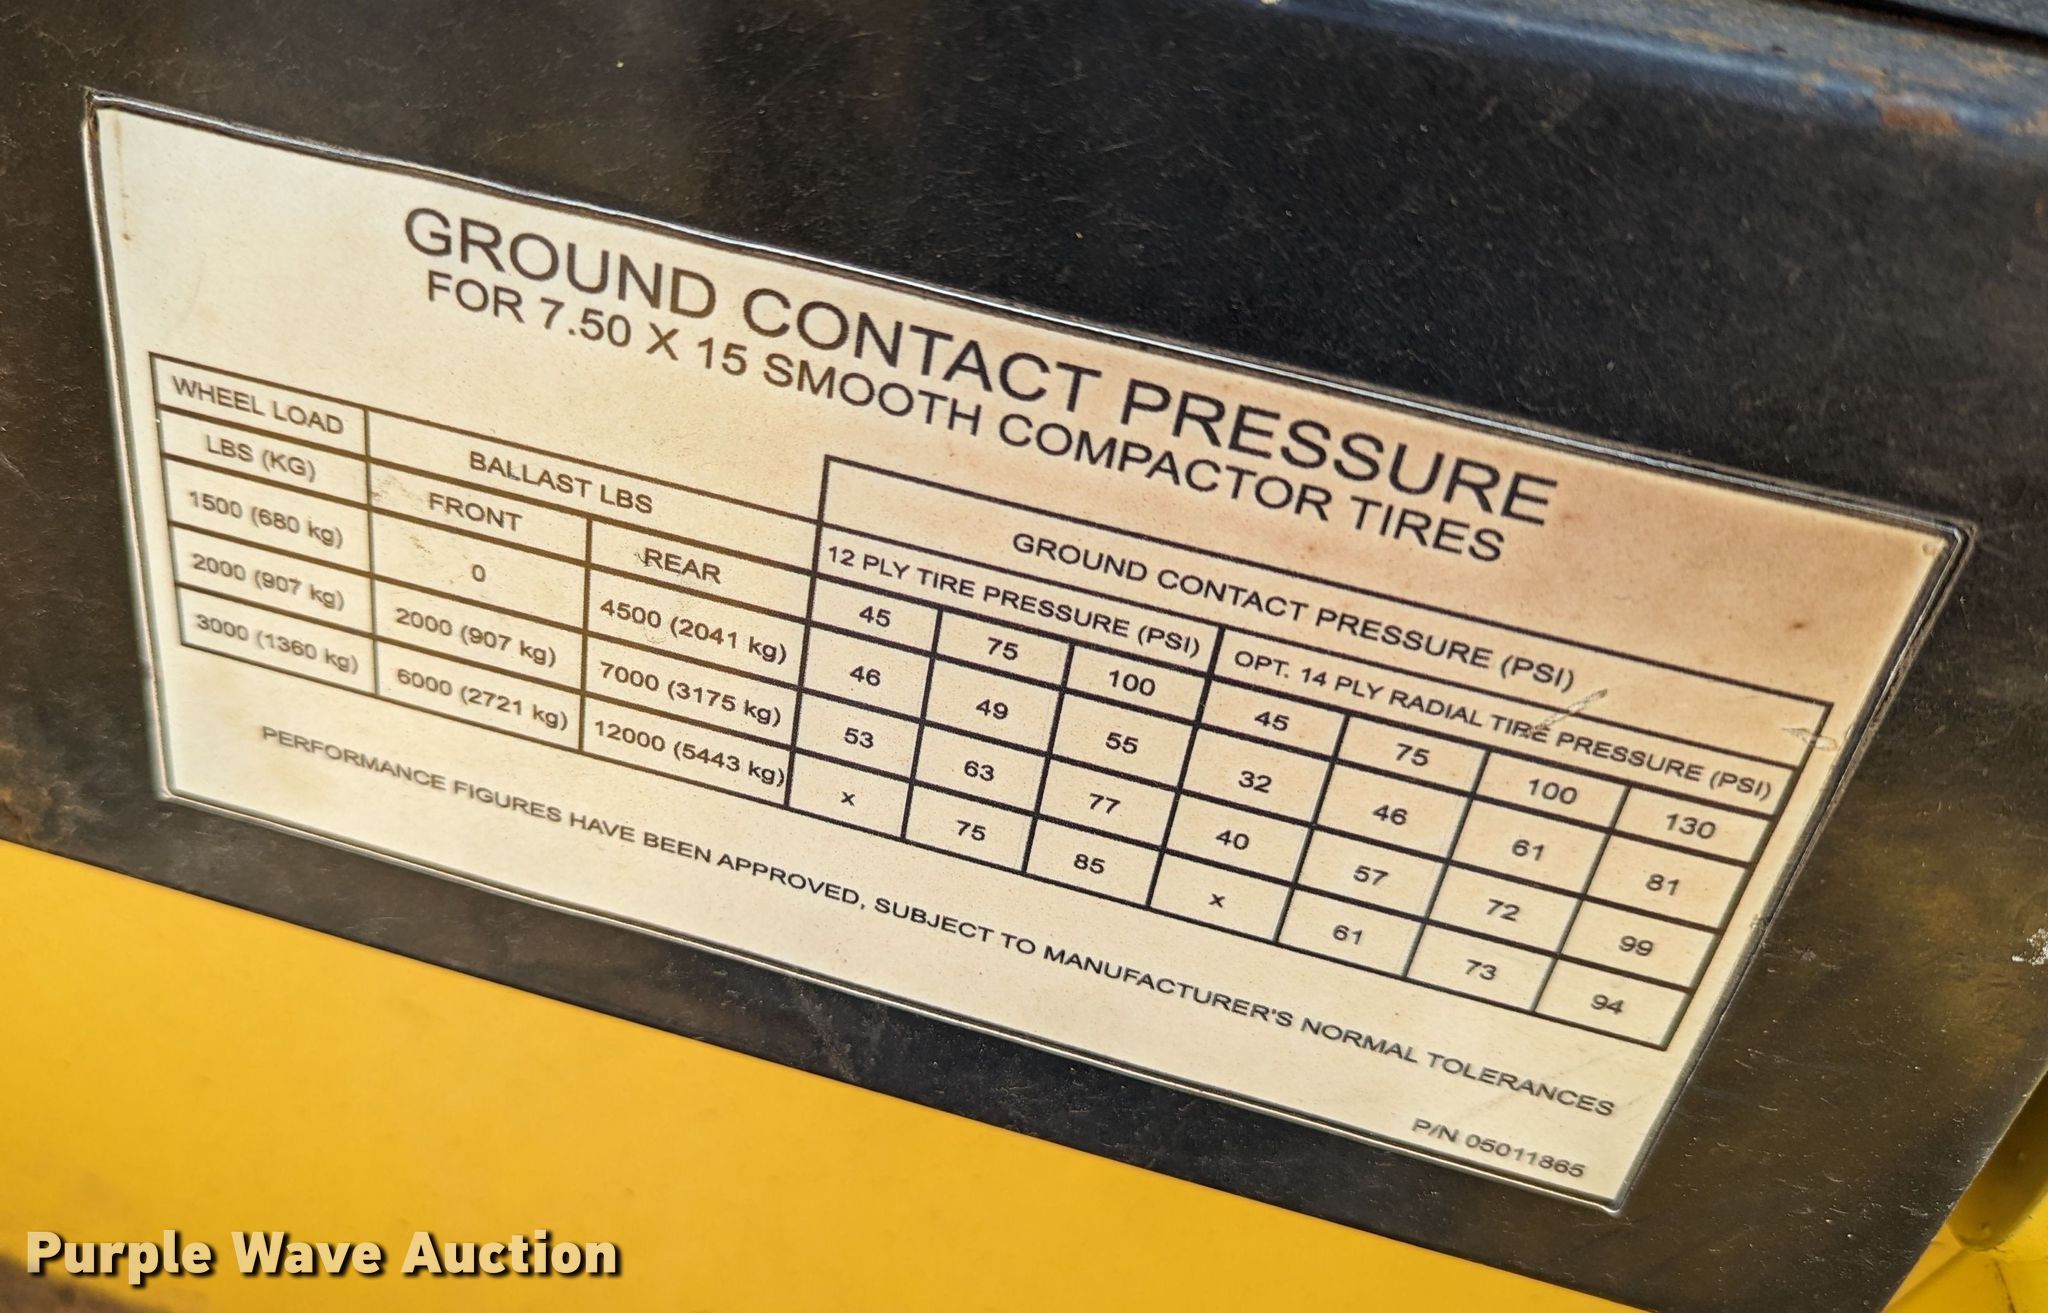 GROUND CONTACT PRESSURE
FOR 7.50 X 15 SMOOTH COMPACTOR TIRES
WHEEL LOAD BALLAST LBS GROUND CONTACT PRESSURE (PSI)
LBS (KG) FRONT REAR 12 PLY TIRE PRESSURE (PSI) OPT. 14 PLY RADIAL TIRE PRESSURE (PSI)
45 75 100 45 75 100 130
1500 (680 kg) 0 4500 (2041 kg) 46 49 55 32 46 61 81
2000 (907 kg) 2000 (907 kg) 7000 (3175 kg) 53 63 77 40 57 72 99
3000 (1360 kg) 6000 (2721 kg) 12000 (5443 kg) x 75 85 x 61 73 94
PERFORMANCE FIGURES HAVE BEEN APPROVED, SUBJECT TO MANUFACTURER'S NORMAL TOLERANCES
P/N 05011865
Purple Wave Auction